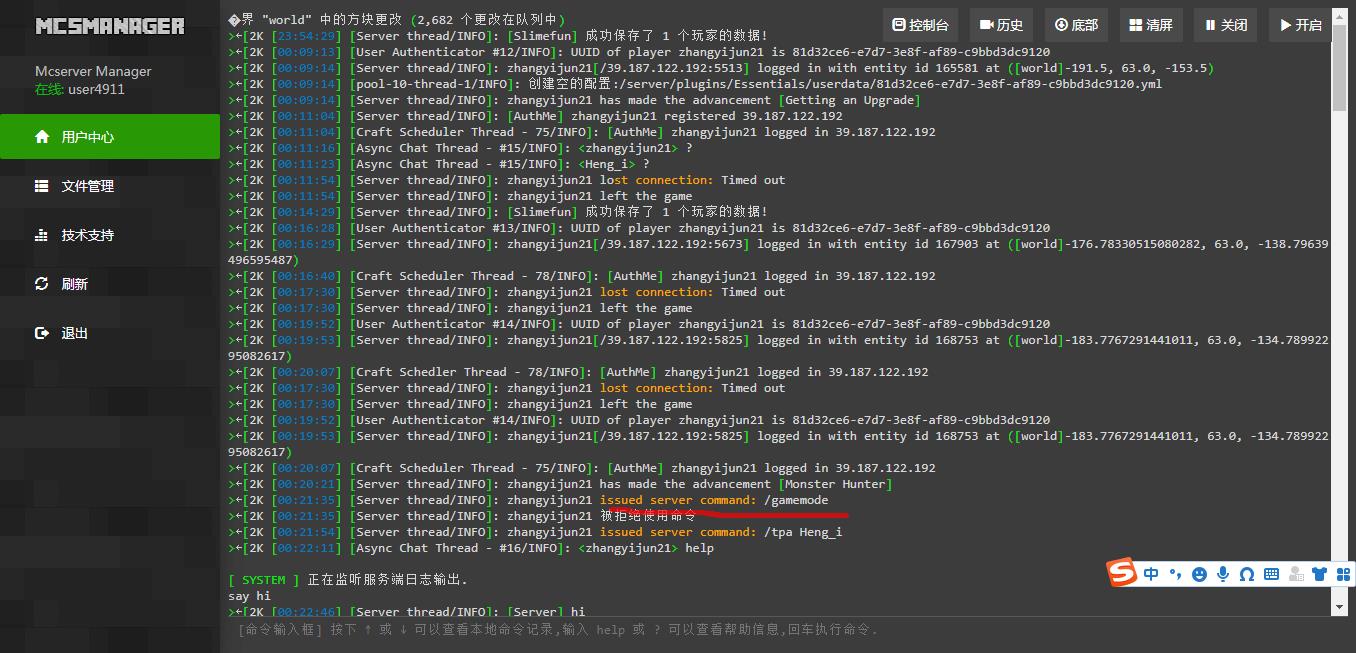 MCSMANAGER
Mcserver Manager
在线: user4911
用户中心
文件管理
技术支持
刷新
退出
控制台
历史
底部
清屏
关闭
开启
�界 "world" 中的方块更改 (2,682 个更改在队列中)
>←[2K [23:54:29] [Server thread/INFO]: [Slimefun] 成功保存了 1 个玩家的数据!
>←[2K [00:09:13] [User Authenticator #12/INFO]: UUID of player zhangyijun21 is 81d32ce6-e7d7-3e8f-af89-c9bbd3dc9120
>←[2K [00:09:14] [Server thread/INFO]: zhangyijun21[/39.187.122.192:5513] logged in with entity id 165581 at ([world]-191.5, 63.0, -153.5)
>←[2K [00:09:14] [pool-10-thread-1/INFO]: 创建空的配置:/server/plugins/Essentials/userdata/81d32ce6-e7d7-3e8f-af89-c9bbd3dc9120.yml
>←[2K [00:09:14] [Server thread/INFO]: zhangyijun21 has made the advancement [Getting an Upgrade]
>←[2K [00:11:04] [Server thread/INFO]: [AuthMe] zhangyijun21 registered 39.187.122.192
>←[2K [00:11:04] [Craft Scheduler Thread - 75/INFO]: [AuthMe] zhangyijun21 logged in 39.187.122.192
>←[2K [00:11:16] [Async Chat Thread - #15/INFO]: <zhangyijun21> ?
>←[2K [00:11:23] [Async Chat Thread - #15/INFO]: <Heng_i> ?
>←[2K [00:11:54] [Server thread/INFO]: zhangyijun21 lost connection: Timed out
>←[2K [00:11:54] [Server thread/INFO]: zhangyijun21 left the game
>←[2K [00:14:29] [Server thread/INFO]: [Slimefun] 成功保存了 1 个玩家的数据!
>←[2K [00:16:28] [User Authenticator #13/INFO]: UUID of player zhangyijun21 is 81d32ce6-e7d7-3e8f-af89-c9bbd3dc9120
>←[2K [00:16:29] [Server thread/INFO]: zhangyijun21[/39.187.122.192:5673] logged in with entity id 167903 at ([world]-176.78330515080282, 63.0, -138.79639
496595487)
>←[2K [00:16:40] [Craft Scheduler Thread - 78/INFO]: [AuthMe] zhangyijun21 logged in 39.187.122.192
>←[2K [00:17:30] [Server thread/INFO]: zhangyijun21 lost connection: Timed out
>←[2K [00:17:30] [Server thread/INFO]: zhangyijun21 left the game
>←[2K [00:19:52] [User Authenticator #14/INFO]: UUID of player zhangyijun21 is 81d32ce6-e7d7-3e8f-af89-c9bbd3dc9120
>←[2K [00:19:53] [Server thread/INFO]: zhangyijun21[/39.187.122.192:5825] logged in with entity id 168753 at ([world]-183.7767291441011, 63.0, -134.789922
95082617)
>←[2K [00:20:07] [Craft Schedler Thread - 78/INFO]: [AuthMe] zhangyijun21 logged in 39.187.122.192
>←[2K [00:17:30] [Server thread/INFO]: zhangyijun21 lost connection: Timed out
>←[2K [00:17:30] [Server thread/INFO]: zhangyijun21 left the game
>←[2K [00:19:52] [User Authenticator #14/INFO]: UUID of player zhangyijun21 is 81d32ce6-e7d7-3e8f-af89-c9bbd3dc9120
>←[2K [00:19:53] [Server thread/INFO]: zhangyijun21[/39.187.122.192:5825] logged in with entity id 168753 at ([world]-183.7767291441011, 63.0, -134.789922
95082617)
>←[2K [00:20:07] [Craft Scheduler Thread - 75/INFO]: [AuthMe] zhangyijun21 logged in 39.187.122.192
>←[2K [00:20:21] [Server thread/INFO]: zhangyijun21 has made the advancement [Monster Hunter]
>←[2K [00:21:35] [Server thread/INFO]: zhangyijun21 issued server command: /gamemode
>←[2K [00:21:35] [Server thread/INFO]: zhangyijun21 被拒绝使用命令
>←[2K [00:21:54] [Server thread/INFO]: zhangyijun21 issued server command: /tpa Heng_i
>←[2K [00:22:11] [Async Chat Thread - #16/INFO]: <zhangyijun21> help
[ SYSTEM ] 正在监听服务端日志输出.
say hi
>←[2K [00:22:46] [Server thread/INFO]: [Server] hi
[命令输入框] 按下 ↑ 或 ↓ 可以查看本地命令记录,输入 help 或 ? 可以查看帮助信息,回车执行命令.
S 中